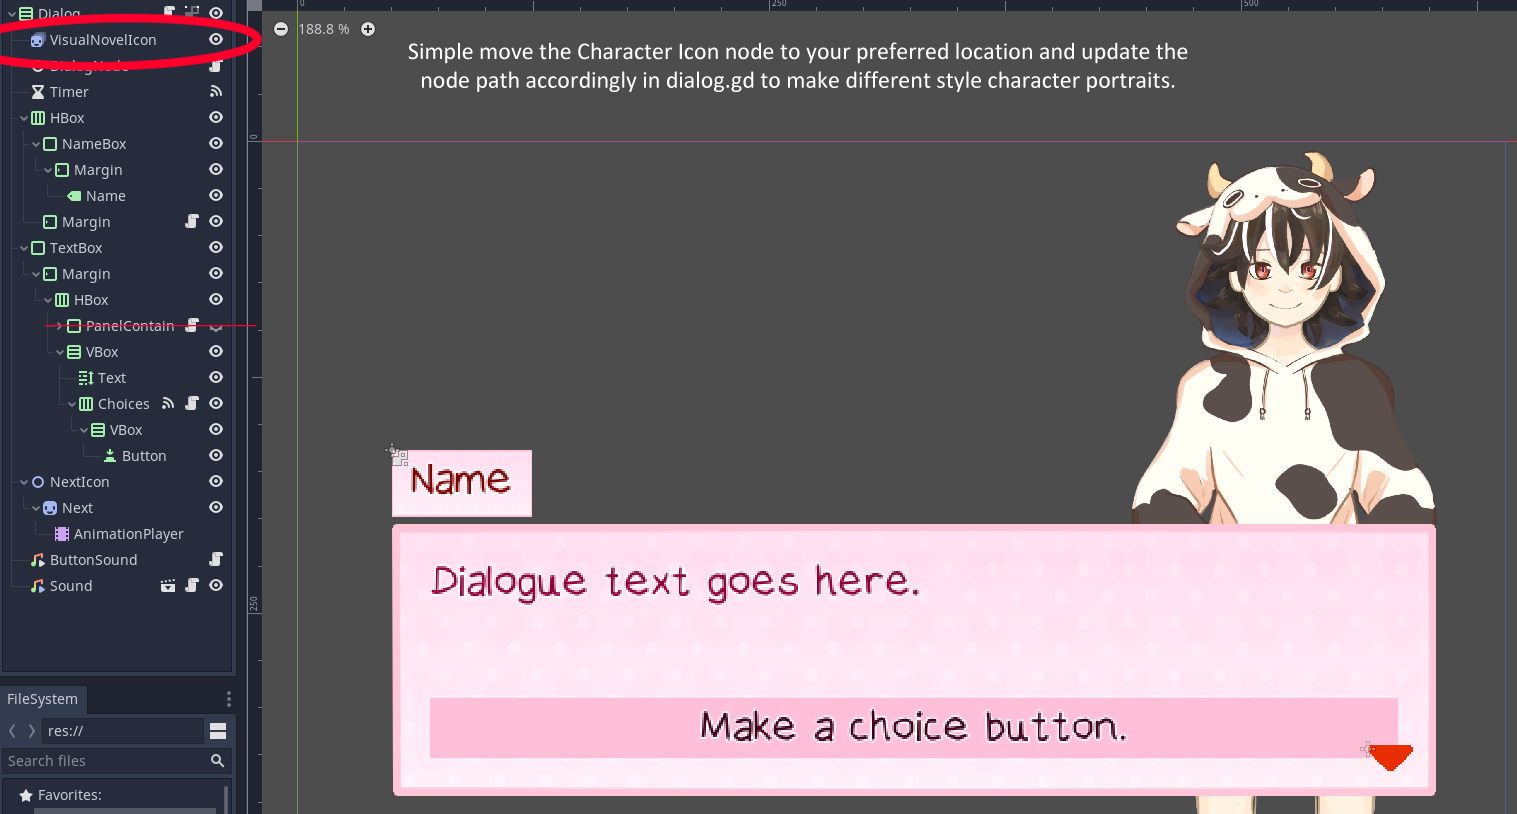 Dialog
VisualNovelIcon
DialogNode
Timer
HBox
NameBox
Margin
Name
Margin
TextBox
Margin
HBox
PanelContain
VBox
Text
Choices
VBox
Button
NextIcon
Next
AnimationPlayer
ButtonSound
Sound
FileSystem
res://
Search files
Favorites:
0
250
500
188.8 %
0
250
Simple move the Character Icon node to your preferred location and update the
node path accordingly in dialog.gd to make different style character portraits.
Name
Dialogue text goes here.
Make a choice button.